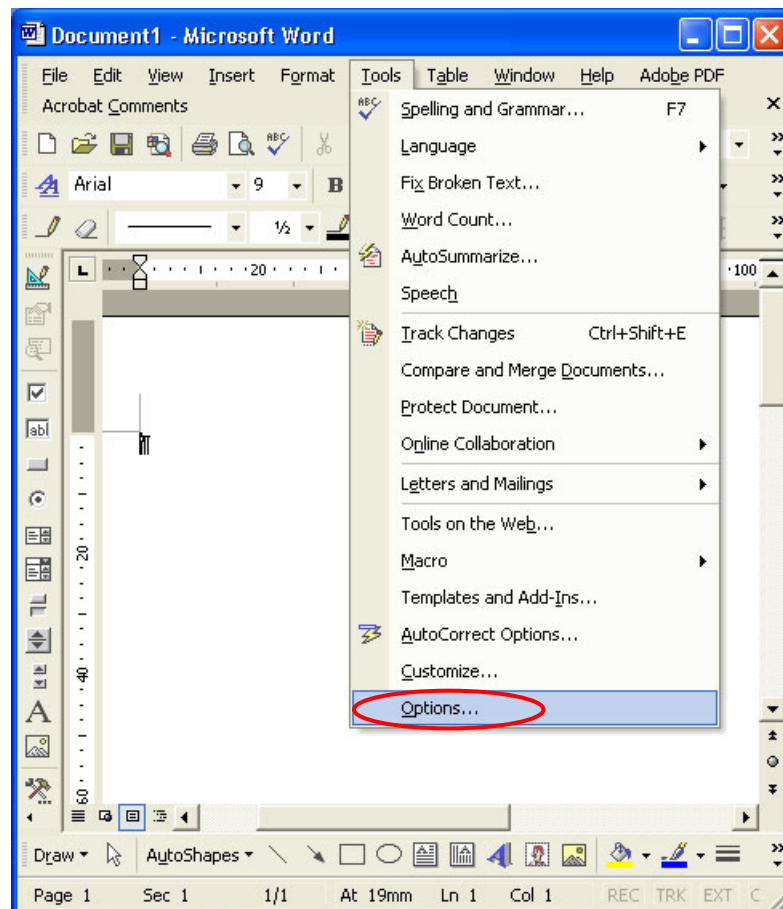 Document1 - Microsoft Word
File Edit View Insert Format Tools Table Window Help Adobe PDF
Acrobat Comments
Spelling and Grammar... F7
ABC
ABC
Language
Arial 9 B
Fix Broken Text...
½
Word Count...
AutoSummarize...
L 20 100
Speech
Track Changes Ctrl+Shift+E
Compare and Merge Documents...
Protect Document...
ab
Online Collaboration
¶
Letters and Mailings
Tools on the Web...
20
Macro
Templates and Add-Ins...
AutoCorrect Options...
40
Customize...
A
Options...
60
Draw AutoShapes
Page 1 Sec 1 1/1 At 19mm Ln 1 Col 1 REC TRK EXT